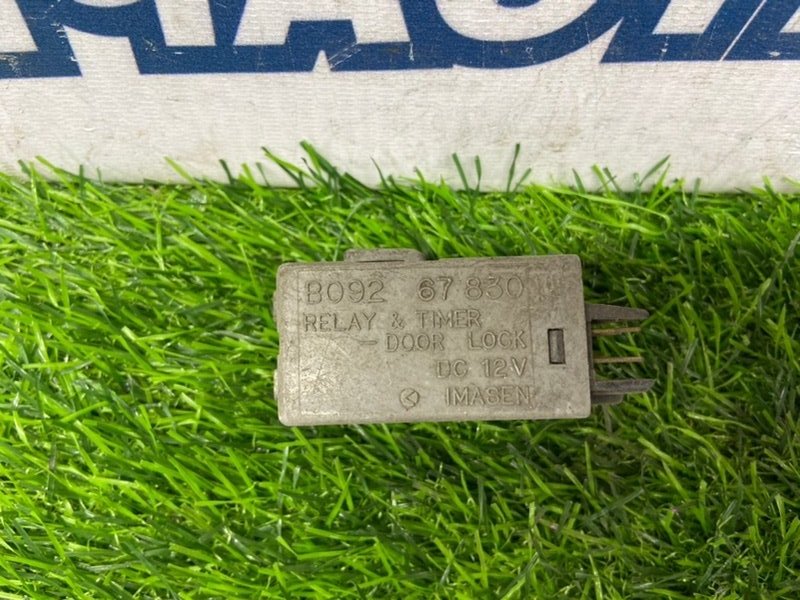 B092 67 830
RELAY & TIMER
- DOOR LOCK
DC 12V
IMASEN